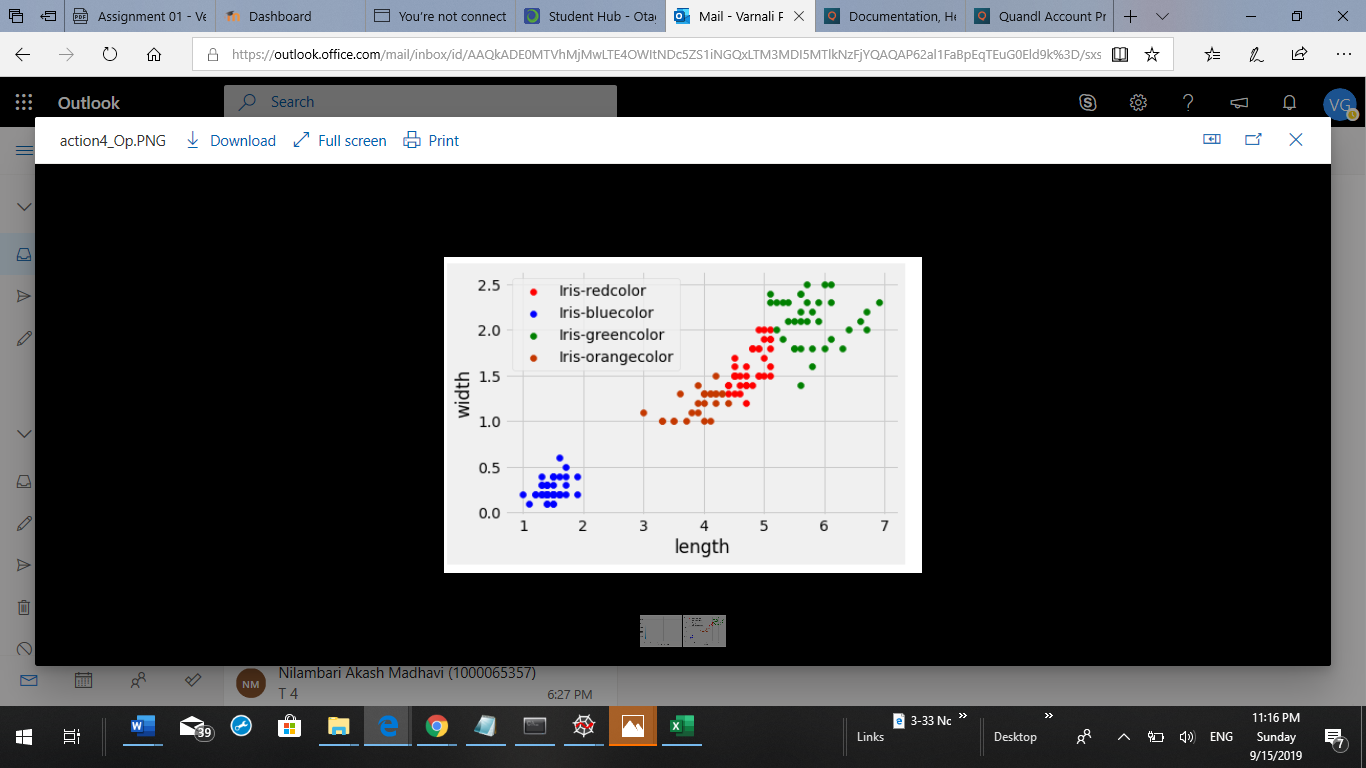 Assignment 01 - Ve
Dashboard
You're not connect
Student Hub - Otag
Mail - Varnali P
Documentation, He
Quandl Account Pr
https://outlook.office.com/mail/inbox/id/AAQkADE0MTVhMjMwLTE4OWItNDc5ZS1iNGQxLTM3MDI5MTlkNzFjYQAQAP62al1FaBpEqTEuG0Eld9k%3D/sxs
Outlook
Search
VG
action4_Op.PNG Download Full screen Print
Iris-redcolor
Iris-bluecolor
Iris-greencolor
Iris-orangecolor
2.5
2.0
1.5
1.0
0.5
0.0
width
1 2 3 4 5 6 7
length
NM
Nilambari Akash Madhavi (1000065357)
T 4
6:27 PM
39
Links
3-33 Nc
Desktop
ENG
11:16 PM
Sunday
9/15/2019
7